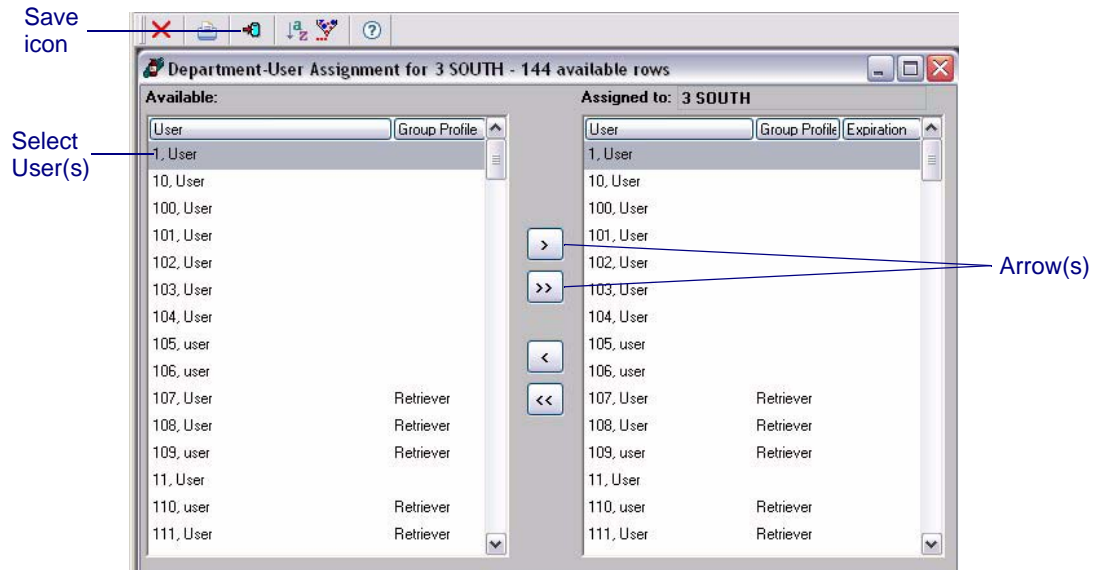 Save
icon
Department-User Assignment for 3 SOUTH - 144 available rows
Available:
Assigned to: 3 SOUTH
User Group Profile User Group Profile Expiration
Select
User(s)
1, User 1, User
10, User 10, User
100, User 100, User
101, User 101, User
> 
102, User 102, User
Arrow(s)
>>
103, User 103, User
104, User 104, User
105, user 105, user
<
106, user 106, user
107, User Retriever << 107, User Retriever
108, User Retriever 108, User Retriever
109, user Retriever 109, user Retriever
11, User 11, User
110, user Retriever 110, user Retriever
111, User Retriever 111, User Retriever